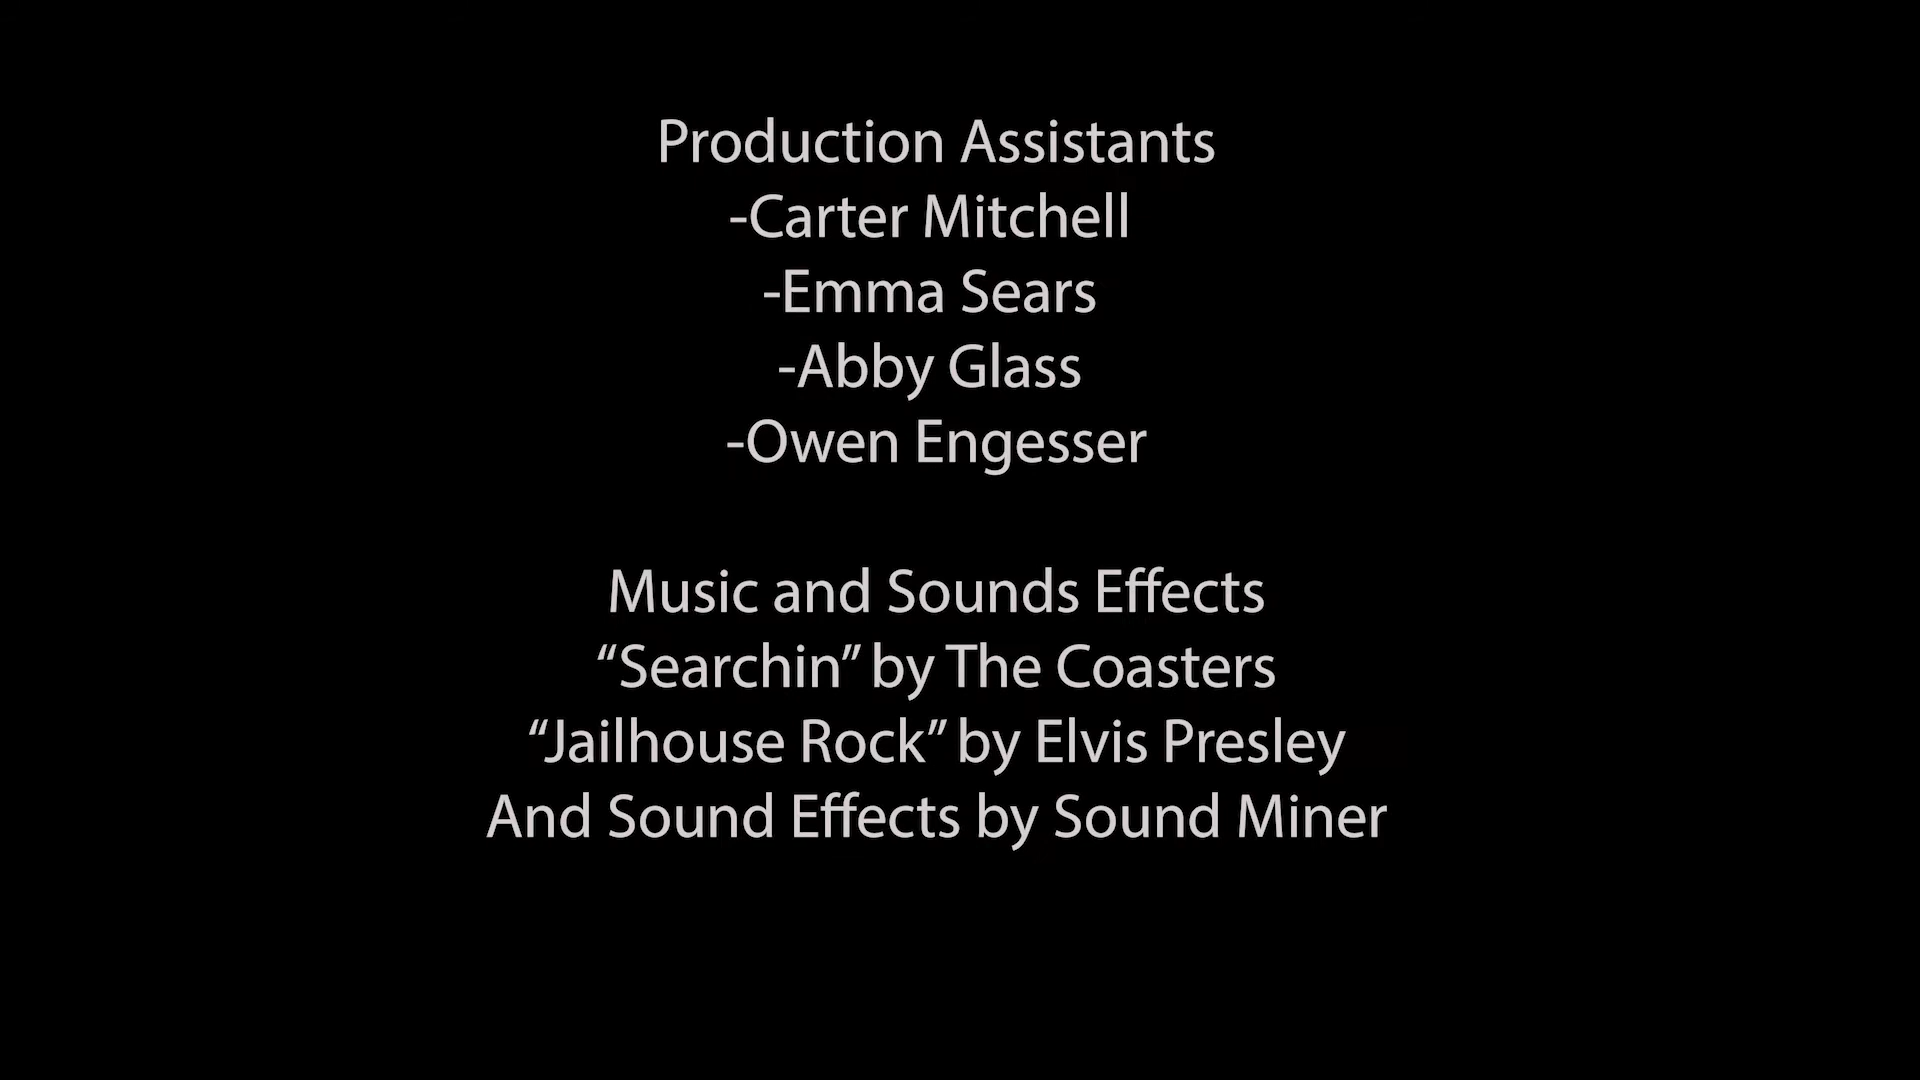 Production Assistants
-Carter Mitchell
-Emma Sears
-Abby Glass
-Owen Engesser
Music and Sounds Effects
“Searchin” by The Coasters
“Jailhouse Rock” by Elvis Presley
And Sound Effects by Sound Miner